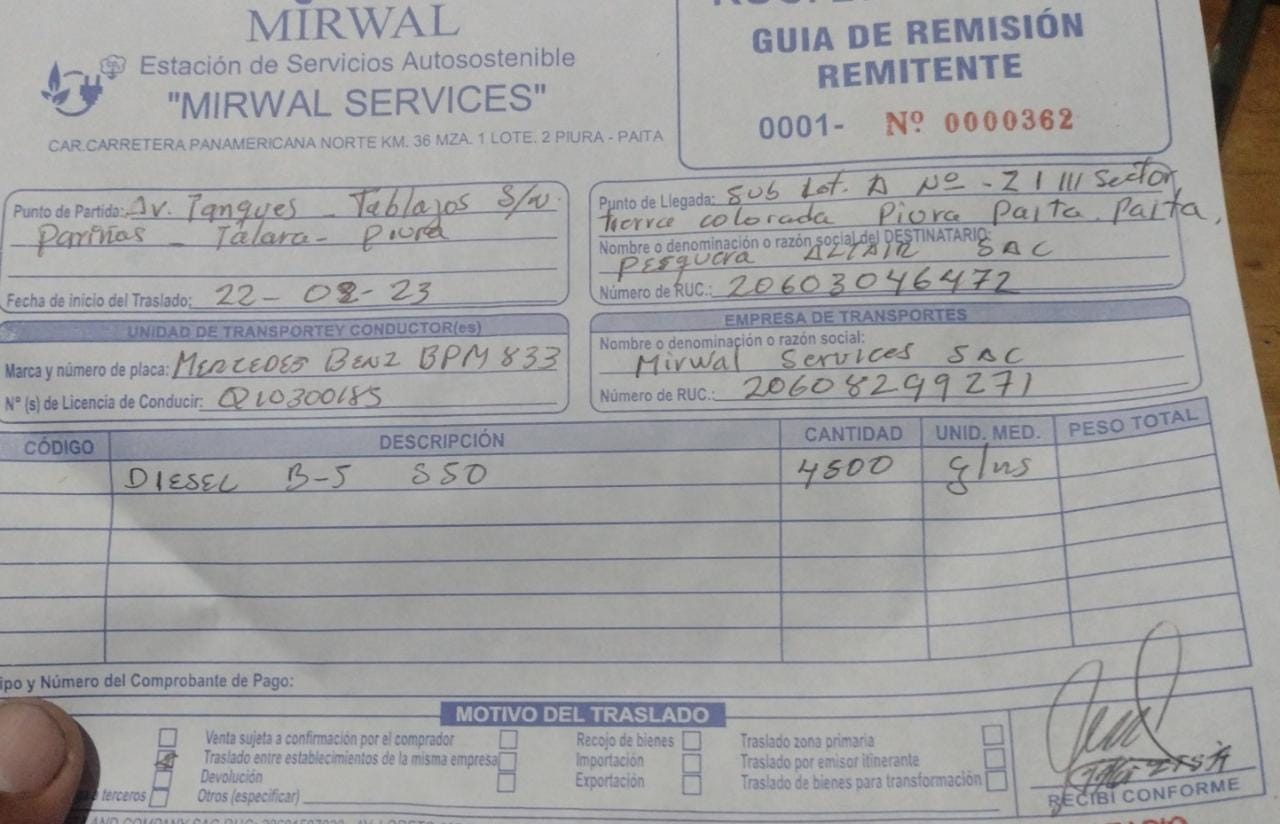 MIRWAL
Estación de Servicios Autosostenible
"MIRWAL SERVICES"
CAR.CARRETERA PANAMERICANA NORTE KM. 36 MZA. 1 LOTE. 2 PIURA - PAITA
GUIA DE REMISIÓN
REMITENTE
0001- Nº 0000362
Punto de Partida: Av. Tanques - Tablazos S/N
Pariñas - Talara - Piura
Fecha de inicio del Traslado: 22-02-23
Punto de Llegada: Sub Lot. A Nº - 21 III Sector
tierra colorada Piura Paita Paita,
Nombre o denominación o razón social del DESTINATARIO:
Pesquera ALTAIR SAC
Número de RUC.: 20603046472
UNIDAD DE TRANSPORTEY CONDUCTOR(es)
Marca y número de placa: MERCEDES BENZ BPM 833
Nº (s) de Licencia de Conducir: Q10300185
EMPRESA DE TRANSPORTES
Nombre o denominación o razón social:
Mirwal Services SAC
Número de RUC.: 20608299271
CÓDIGO DESCRIPCIÓN CANTIDAD UNID. MED. PESO TOTAL
DIESEL B-5 S50 4500 glns
ipo y Número del Comprobante de Pago:
MOTIVO DEL TRASLADO
Venta sujeta a confirmación por el comprador
Traslado entre establecimientos de la misma empresa
Devolución
e terceros
Otros (especificar)
Recojo de bienes
Importación
Exportación
Traslado zona primaria
Traslado por emisor itinerante
Traslado de bienes para transformación
RECIBÍ CONFORME